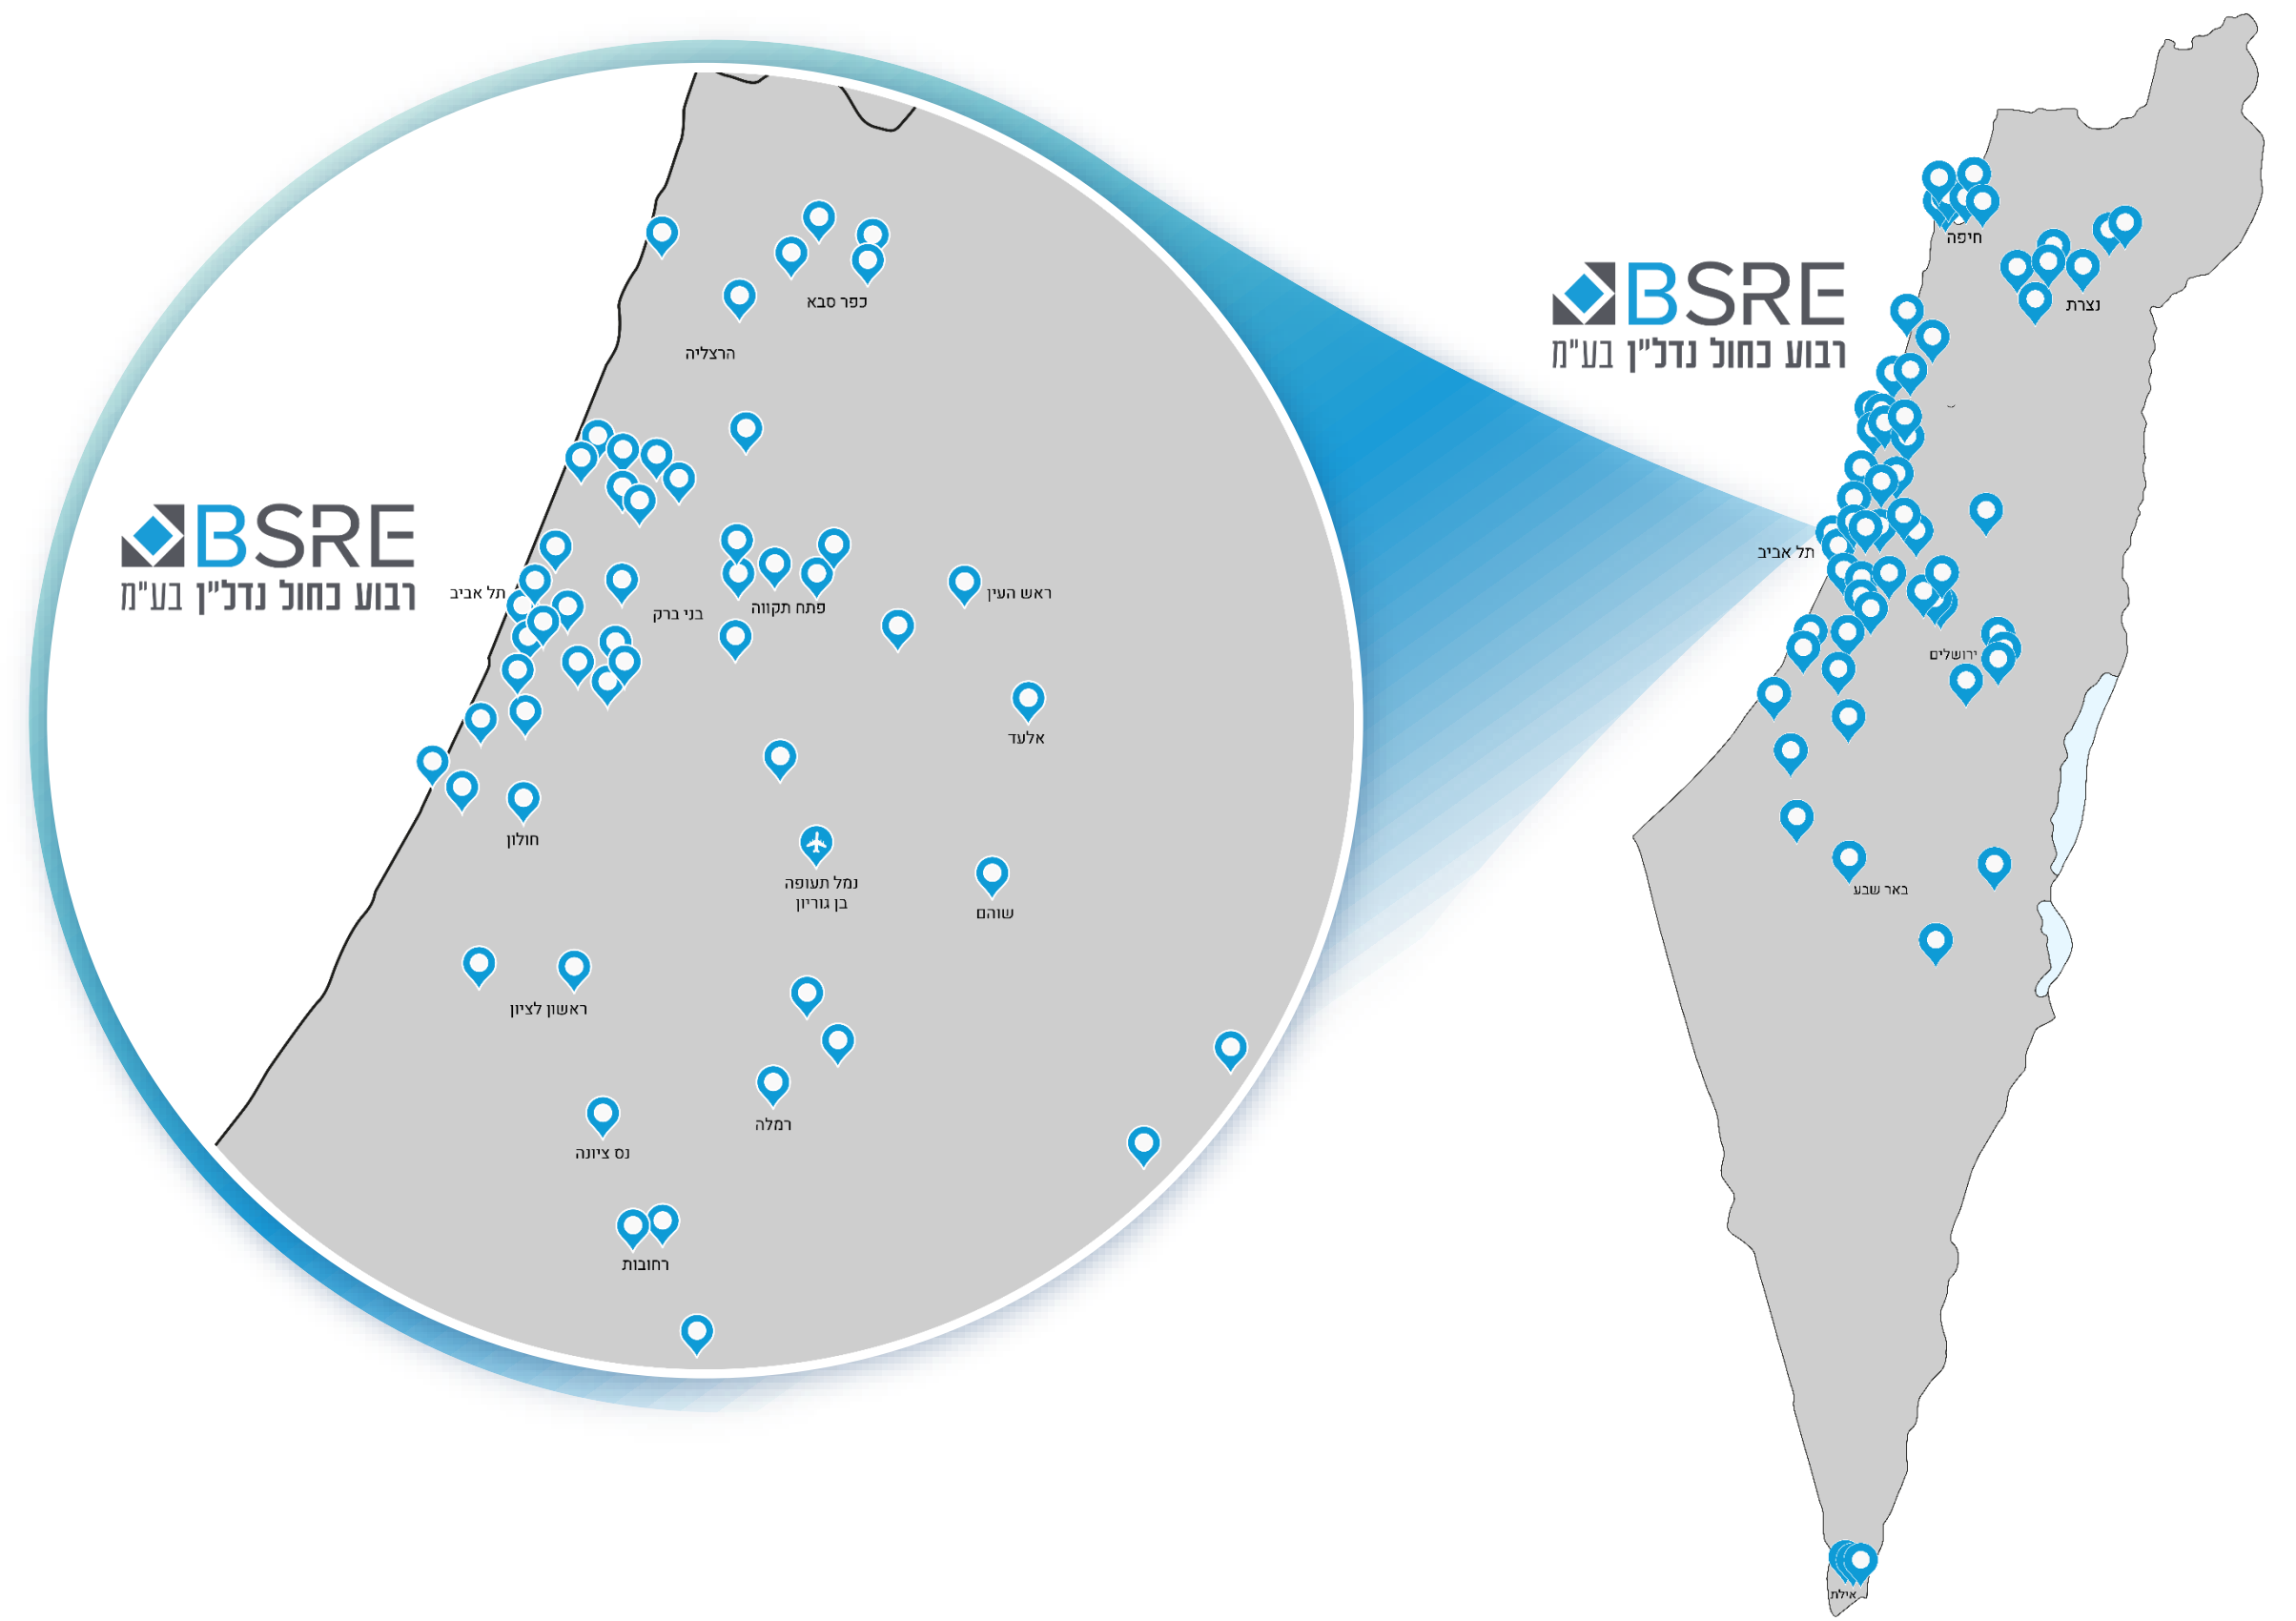 BSRE
רבוע כחול נדל"ן בע"מ
כפר סבא
הרצליה
תל אביב
בני ברק
פתח תקווה
ראש העין
אלעד
חולון
נמל תעופה
בן גוריון
שוהם
ראשון לציון
רמלה
נס ציונה
רחובות
BSRE
רבוע כחול נדל"ן בע"מ
חיפה
נצרת
תל אביב
ירושלים
באר שבע
אילת